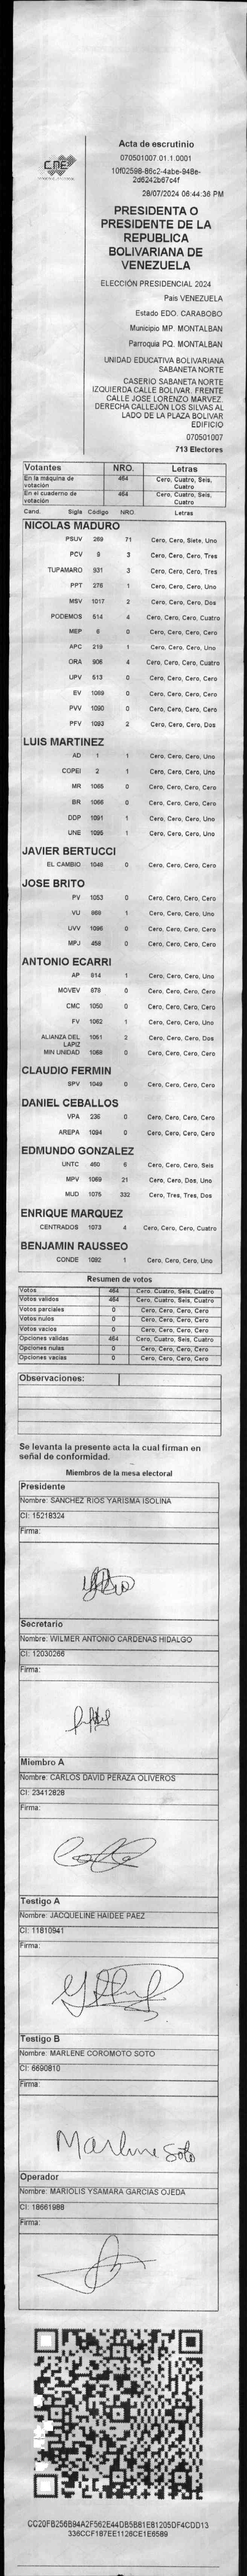 CNE
Acta de escrutinio
070501007.01.1.0001
10f02598-86c2-4abe-948e-
2d6242b67c4f
28/07/2024 06:44:36 PM
PRESIDENTA O
PRESIDENTE DE LA
REPUBLICA
BOLIVARIANA DE
VENEZUELA
ELECCIÓN PRESIDENCIAL 2024
Pais VENEZUELA
Estado EDO. CARABOBO
Municipio MP. MONTALBAN
Parroquia PQ. MONTALBAN
UNIDAD EDUCATIVA BOLIVARIANA
SABANETA NORTE
CASERIO SABANETA NORTE
IZQUIERDA CALLE BOLIVAR. FRENTE
CALLE JOSE LORENZO MARVEZ.
DERECHA CALLEJÓN LOS SILVAS AL
LADO DE LA PLAZA BOLIVAR
EDIFICIO
070501007
713 Electores
Votantes NRO. Letras
En la máquina de votación 464 Cero, Cuatro, Seis, Cuatro
En el cuaderno de votación 464 Cero, Cuatro, Seis, Cuatro
Cand. Sigla Código NRO. Letras
NICOLAS MADURO
PSUV 269 71 Cero, Cero, Siete, Uno
PCV 9 3 Cero, Cero, Cero, Tres
TUPAMARO 931 3 Cero, Cero, Cero, Tres
PPT 276 1 Cero, Cero, Cero, Uno
MSV 1017 2 Cero, Cero, Cero, Dos
PODEMOS 514 4 Cero, Cero, Cero, Cuatro
MEP 6 0 Cero, Cero, Cero, Cero
APC 219 1 Cero, Cero, Cero, Uno
ORA 906 4 Cero, Cero, Cero, Cuatro
UPV 513 0 Cero, Cero, Cero, Cero
EV 1089 0 Cero, Cero, Cero, Cero
PVV 1090 0 Cero, Cero, Cero, Cero
PFV 1093 2 Cero, Cero, Cero, Dos
LUIS MARTINEZ
AD 1 1 Cero, Cero, Cero, Uno
COPEI 2 1 Cero, Cero, Cero, Uno
MR 1065 0 Cero, Cero, Cero, Cero
BR 1066 0 Cero, Cero, Cero, Cero
DDP 1091 1 Cero, Cero, Cero, Uno
UNE 1095 1 Cero, Cero, Cero, Uno
JAVIER BERTUCCI
EL CAMBIO 1048 0 Cero, Cero, Cero, Cero
JOSE BRITO
PV 1053 0 Cero, Cero, Cero, Cero
VU 868 1 Cero, Cero, Cero, Uno
UVV 1096 0 Cero, Cero, Cero, Cero
MPJ 458 0 Cero, Cero, Cero, Cero
ANTONIO ECARRI
AP 814 1 Cero, Cero, Cero, Uno
MOVEV 878 0 Cero, Cero, Cero, Cero
CMC 1050 0 Cero, Cero, Cero, Cero
FV 1062 1 Cero, Cero, Cero, Uno
ALIANZA DEL LAPIZ 1051 2 Cero, Cero, Cero, Dos
MIN UNIDAD 1068 0 Cero, Cero, Cero, Cero
CLAUDIO FERMIN
SPV 1049 0 Cero, Cero, Cero, Cero
DANIEL CEBALLOS
VPA 236 0 Cero, Cero, Cero, Cero
AREPA 1094 0 Cero, Cero, Cero, Cero
EDMUNDO GONZALEZ
UNTC 460 6 Cero, Cero, Cero, Seis
MPV 1069 21 Cero, Cero, Dos, Uno
MUD 1075 332 Cero, Tres, Tres, Dos
ENRIQUE MARQUEZ
CENTRADOS 1073 4 Cero, Cero, Cero, Cuatro
BENJAMIN RAUSSEO
CONDE 1092 1 Cero, Cero, Cero, Uno
Resumen de votos
Votos 464 Cero, Cuatro, Seis, Cuatro
Votos validos 464 Cero, Cuatro, Seis, Cuatro
Votos parciales 0 Cero, Cero, Cero, Cero
Votos nulos 0 Cero, Cero, Cero, Cero
Votos vacios 0 Cero, Cero, Cero, Cero
Opciones validas 464 Cero, Cuatro, Seis, Cuatro
Opciones nulas 0 Cero, Cero, Cero, Cero
Opciones vacias 0 Cero, Cero, Cero, Cero
Observaciones:
Se levanta la presente acta la cual firman en
señal de conformidad.
Miembros de la mesa electoral
Presidente
Nombre: SANCHEZ RIOS YARISMA ISOLINA
CI: 15218324
Firma:
Secretario
Nombre: WILMER ANTONIO CARDENAS HIDALGO
CI: 12030266
Firma:
Miembro A
Nombre: CARLOS DAVID PERAZA OLIVEROS
CI: 23412828
Firma:
Testigo A
Nombre: JACQUELINE HAIDEE PAEZ
CI: 11810941
Firma:
Testigo B
Nombre: MARLENE COROMOTO SOTO
CI: 6690810
Firma:
Marlene Soto
Operador
Nombre: MARIOLIS YSAMARA GARCIAS OJEDA
CI: 18661988
Firma:
CC20FB256B94A2F562E44DB5B81E81205DF4CDD13
336CCF187EE1126CE1E6589